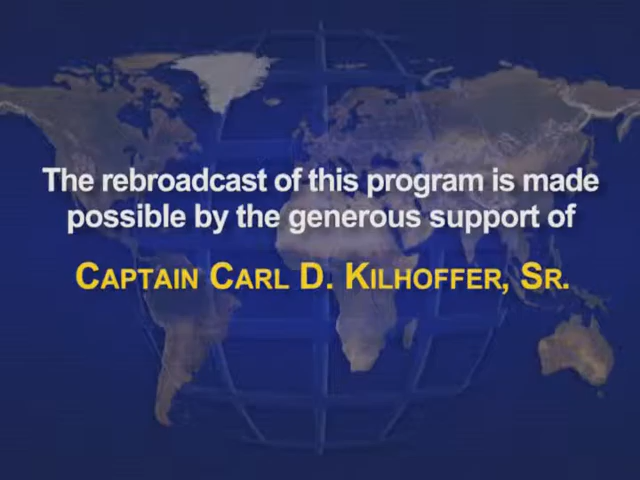 The rebroadcast of this program is made
possible by the generous support of
CAPTAIN CARL D. KILHOFFER, SR.